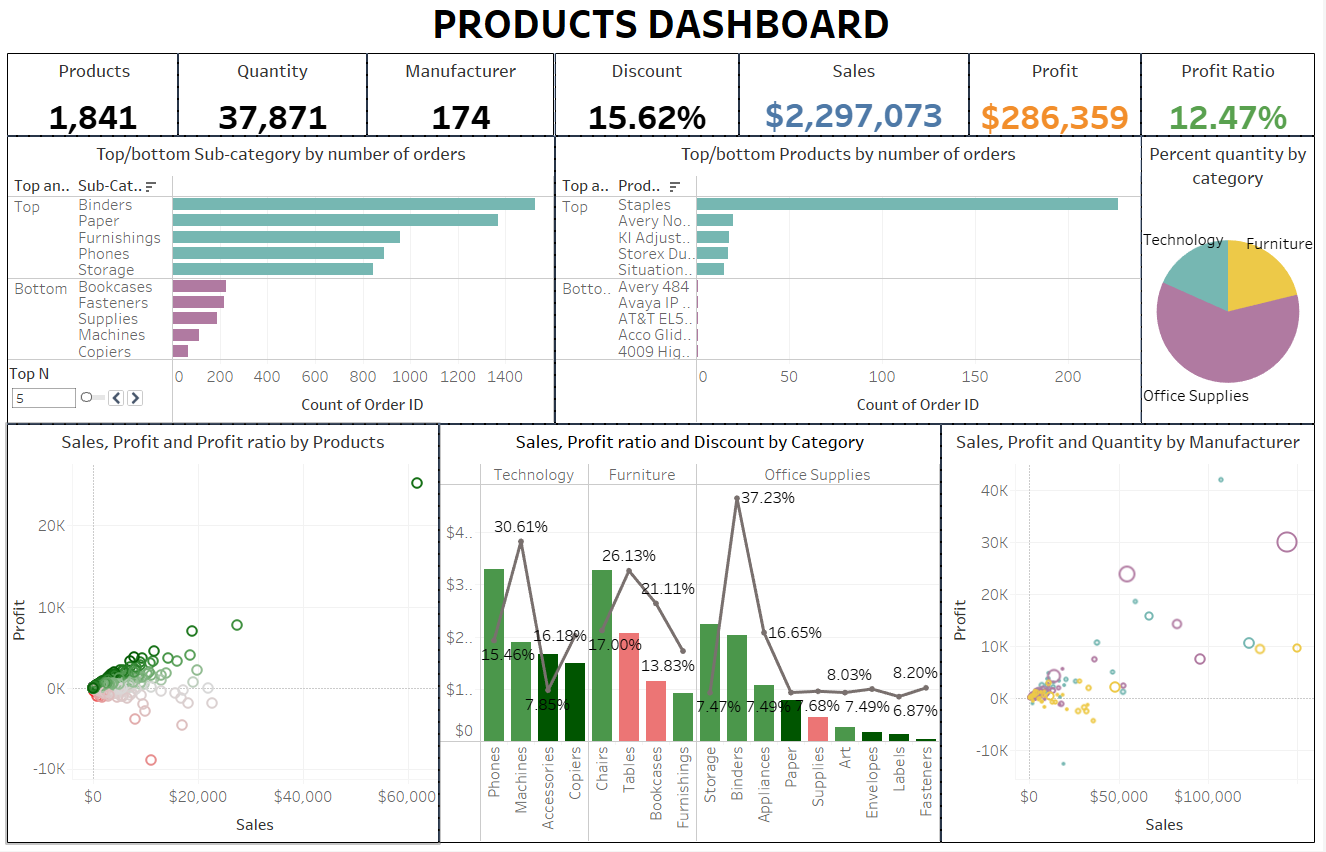 PRODUCTS DASHBOARD
Products
1,841
Quantity
37,871
Manufacturer
174
Discount
15.62%
Sales
$2,297,073
Profit
$286,359
Profit Ratio
12.47%
Top/bottom Sub-category by number of orders
Top an.. Sub-Cat..
Top Binders
Paper
Furnishings
Phones
Storage
Bottom Bookcases
Fasteners
Supplies
Machines
Copiers
0 200 400 600 800 1000 1200 1400
Count of Order ID
Top N
5
Top/bottom Products by number of orders
Top a.. Prod..
Top Staples
Avery No..
KI Adjust..
Storex Du..
Situation..
Botto.. Avery 484
Avaya IP ..
AT&T EL5..
Acco Glid..
4009 Hig..
0 50 100 150 200
Count of Order ID
Percent quantity by
category
Technology
Furniture
Office Supplies
Sales, Profit and Profit ratio by Products
20K
10K
0K
-10K
Profit
$0 $20,000 $40,000 $60,000
Sales
Sales, Profit ratio and Discount by Category
Technology Furniture Office Supplies
$4..
$3..
$2..
$1..
$0
15.46%
30.61%
7.85%
16.18%
17.00%
26.13%
21.11%
13.83%
7.47%
37.23%
16.65%
7.49%
7.68%
8.03%
7.49%
6.87%
8.20%
Phones
Machines
Accessories
Copiers
Chairs
Tables
Bookcases
Furnishings
Storage
Binders
Appliances
Paper
Supplies
Art
Envelopes
Labels
Fasteners
Sales, Profit and Quantity by Manufacturer
40K
30K
20K
10K
0K
-10K
Profit
$0 $50,000 $100,000
Sales